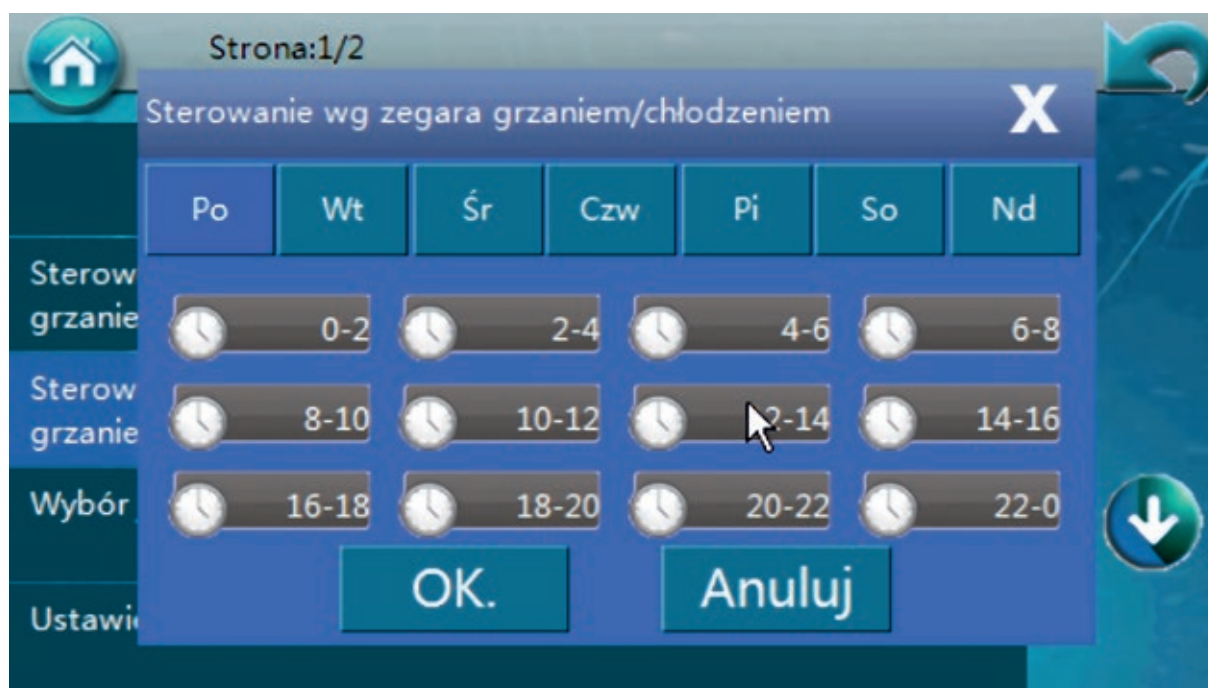 Strona:1/2
Sterowanie wg zegara grzaniem/chłodzeniem
X
Po Wt Śr Czw Pi So Nd
Sterow
grzanie
0-2 2-4 4-6 6-8
Sterow
grzanie
8-10 10-12 2-14 14-16
Wybór
16-18 18-20 20-22 22-0
OK. Anuluj
Ustawi